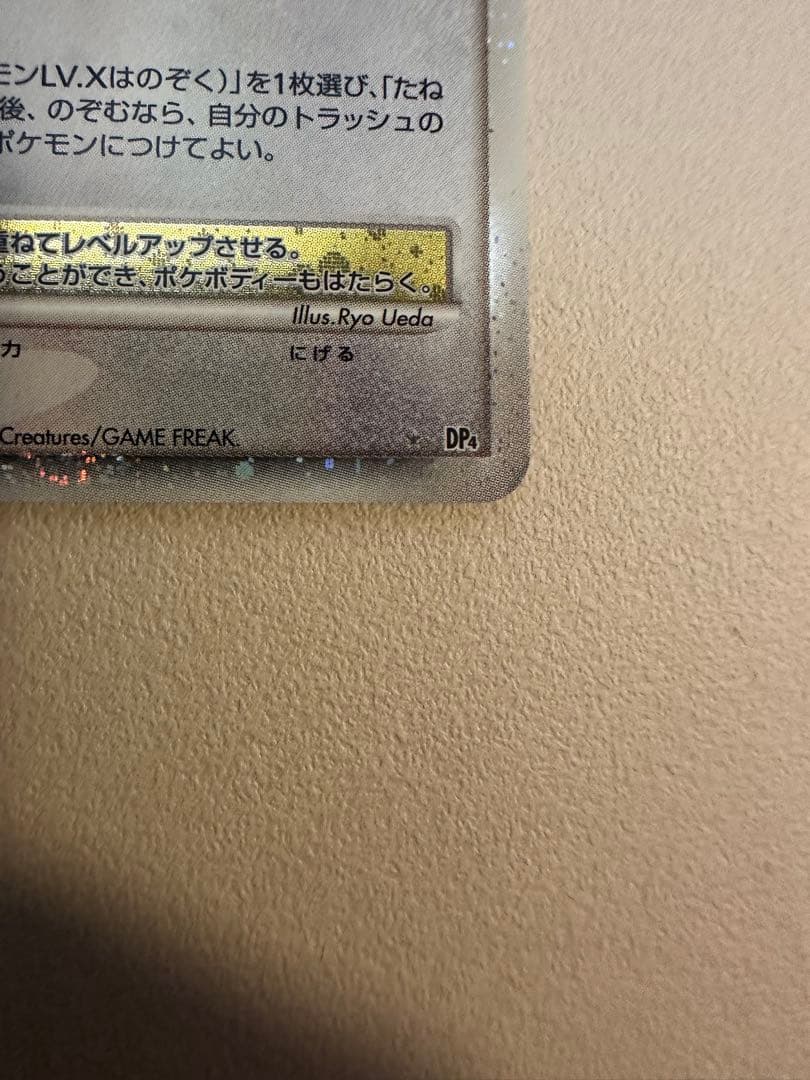 モンLV.Xはのぞく)」を1枚選び、「たね
後、のぞむなら、自分のトラッシュの
ポケモンにつけてよい。
重ねてレベルアップさせる。
うことができ、ポケボディーもはたらく。
Illus.Ryo Ueda
力 にげる
Creatures/GAME FREAK.
★ DP4